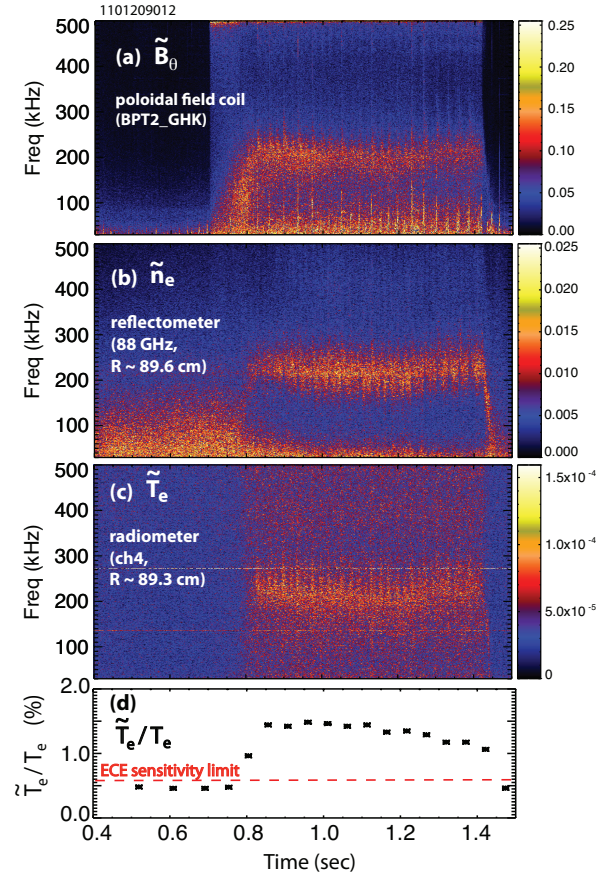 1101209012
500
400
300
200
100
Freq (kHz)
(a) B̃θ
poloidal field coil
(BPT2_GHK)
0.25
0.20
0.15
0.10
0.05
0.00
500
400
300
200
100
Freq (kHz)
(b) ñe
reflectometer
(88 GHz,
R ~ 89.6 cm)
0.025
0.020
0.015
0.010
0.005
0.000
500
400
300
200
100
Freq (kHz)
(c) T̃e
radiometer
(ch4,
R ~ 89.3 cm)
1.5x10-4
1.0x10-4
5.0x10-5
2.0
1.0
0.0
T̃e/Te (%)
(d)
T̃e/Te
ECE sensitivity limit
0.4 0.6 0.8 1.0 1.2 1.4
Time (sec)